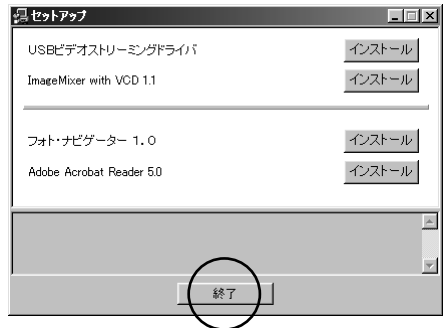 セットアップ
USBビデオストリーミングドライバ インストール
ImageMixer with VCD 1.1 インストール
フォト・ナビゲーター 1.0 インストール
Adobe Acrobat Reader 5.0 インストール
終了